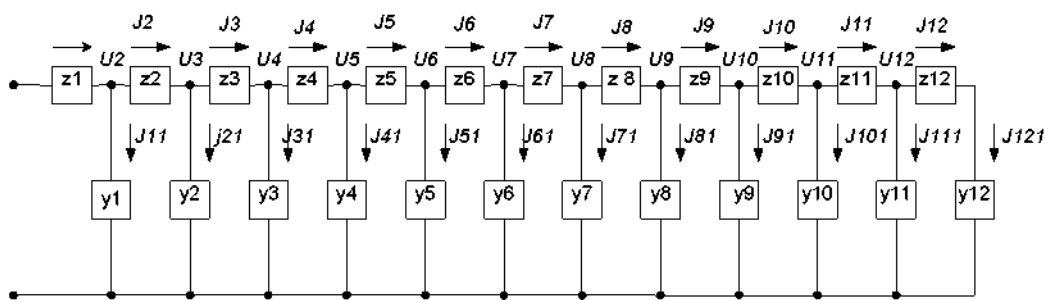 J2 J3 J4 J5 J6 J7 J8 J9 J10 J11 J12
U2 U3 U4 U5 U6 U7 U8 U9 U10 U11 U12
z1 z2 z3 z4 z5 z6 z7 z 8 z9 z10 z11 z12
J11 j21 j31 J41 J51 J61 J71 J81 J91 J101 J111 J121
y1 y2 y3 y4 y5 y6 y7 y8 y9 y10 y11 y12